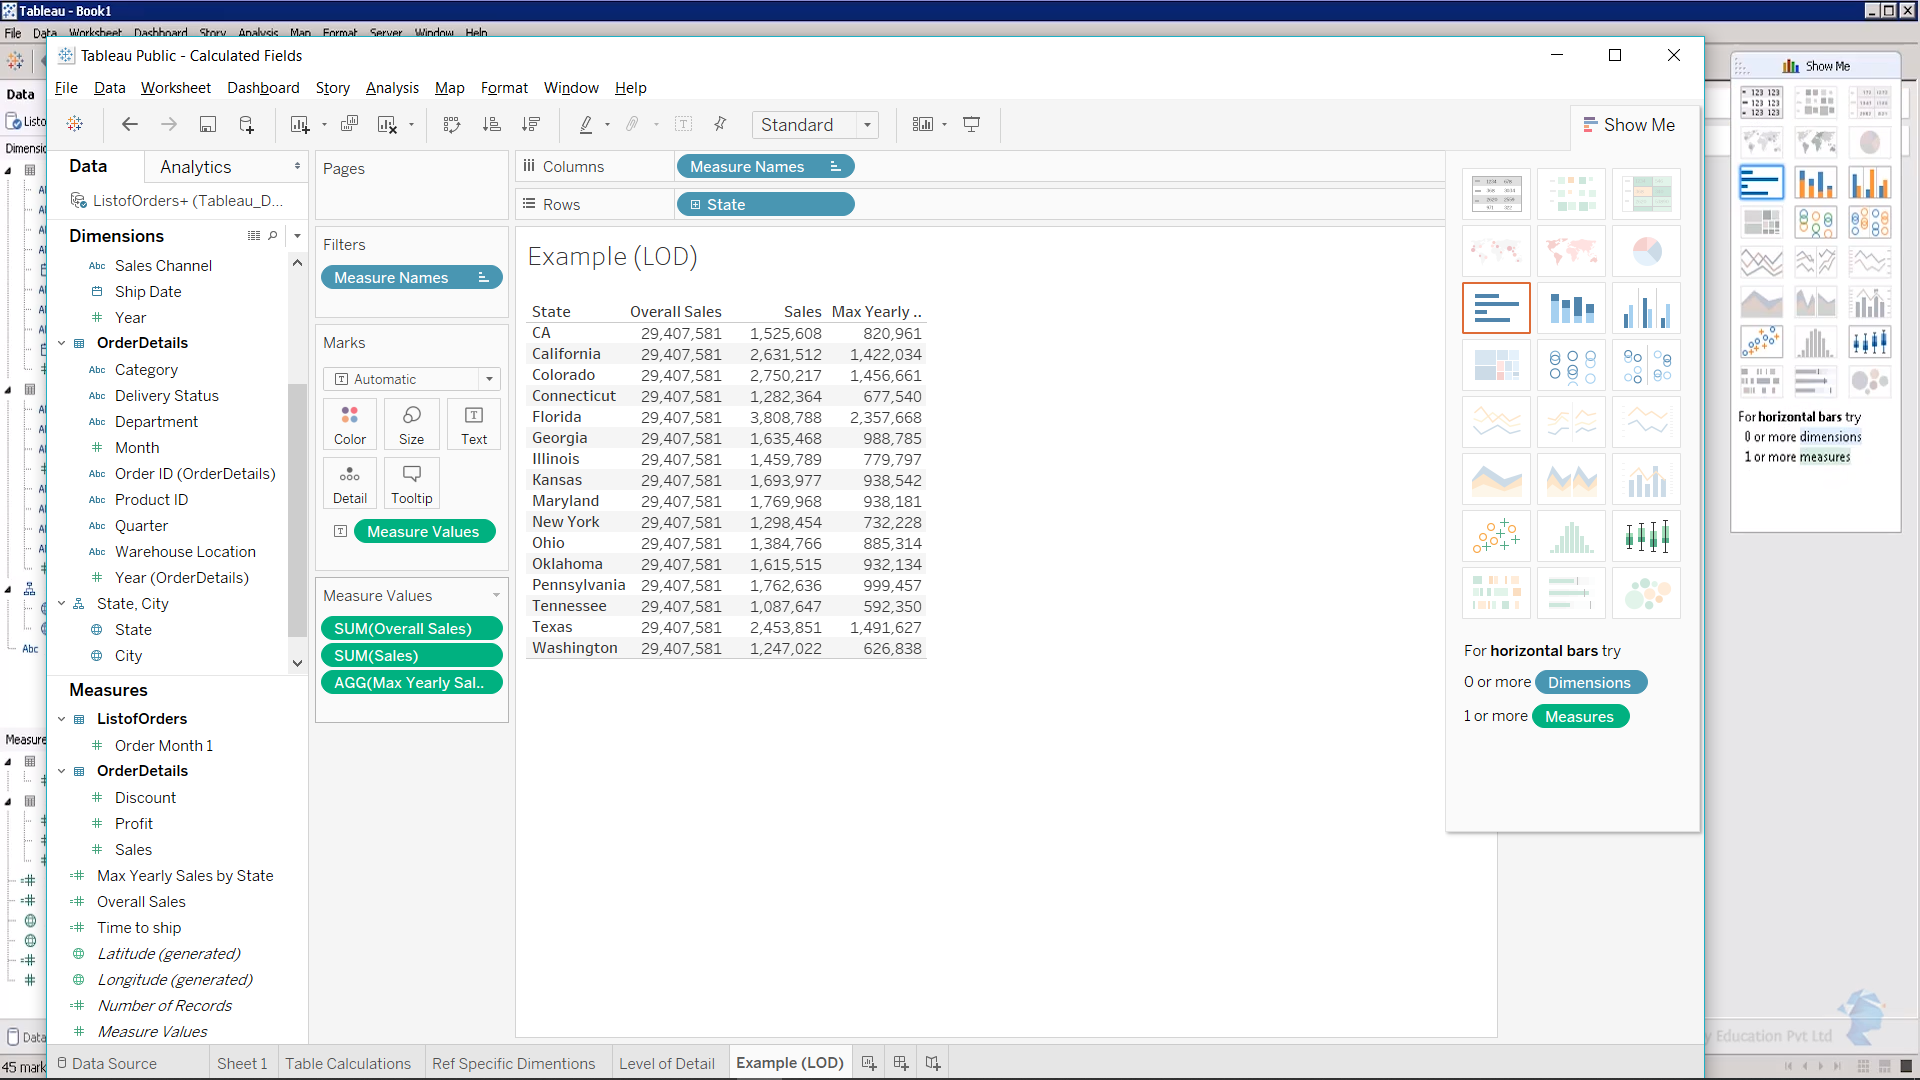 Tableau - Book1
File Data Worksheet Dashboard Story Analysis Map Format Server Window Help
Tableau Public - Calculated Fields
File Data Worksheet Dashboard Story Analysis Map Format Window Help
Standard
Show Me
Data
Analytics
ListofOrders+ (Tableau_D...
Dimensions
Abc Sales Channel
Ship Date
Year
OrderDetails
Abc Category
Abc Delivery Status
Abc Department
Month
Abc Order ID (OrderDetails)
Abc Product ID
Abc Quarter
Abc Warehouse Location
Year (OrderDetails)
State, City
State
City
Measures
ListofOrders
Order Month 1
OrderDetails
Discount
Profit
Sales
Max Yearly Sales by State
Overall Sales
Time to ship
Latitude (generated)
Longitude (generated)
Number of Records
Measure Values
Pages
Filters
Measure Names
Marks
Automatic
Color Size Text
Detail Tooltip
Measure Values
Measure Values
SUM(Overall Sales)
SUM(Sales)
AGG(Max Yearly Sal..
Columns Measure Names
Rows State
Example (LOD)
State Overall Sales Sales Max Yearly ..
CA 29,407,581 1,525,608 820,961
California 29,407,581 2,631,512 1,422,034
Colorado 29,407,581 2,750,217 1,456,661
Connecticut 29,407,581 1,282,364 677,540
Florida 29,407,581 3,808,788 2,357,668
Georgia 29,407,581 1,635,468 988,785
Illinois 29,407,581 1,459,789 779,797
Kansas 29,407,581 1,693,977 938,542
Maryland 29,407,581 1,769,968 938,181
New York 29,407,581 1,298,454 732,228
Ohio 29,407,581 1,384,766 885,314
Oklahoma 29,407,581 1,615,515 932,134
Pennsylvania 29,407,581 1,762,636 999,457
Tennessee 29,407,581 1,087,647 592,350
Texas 29,407,581 2,453,851 1,491,627
Washington 29,407,581 1,247,022 626,838
For horizontal bars try
0 or more Dimensions
1 or more Measures
Data Source
Sheet 1
Table Calculations
Ref Specific Dimentions
Level of Detail
Example (LOD)
Data
Listo
Dimensio
Abc
Measure
Data
45 mark
Show Me
For horizontal bars try
0 or more dimensions
1 or more measures
y Education Pvt Ltd